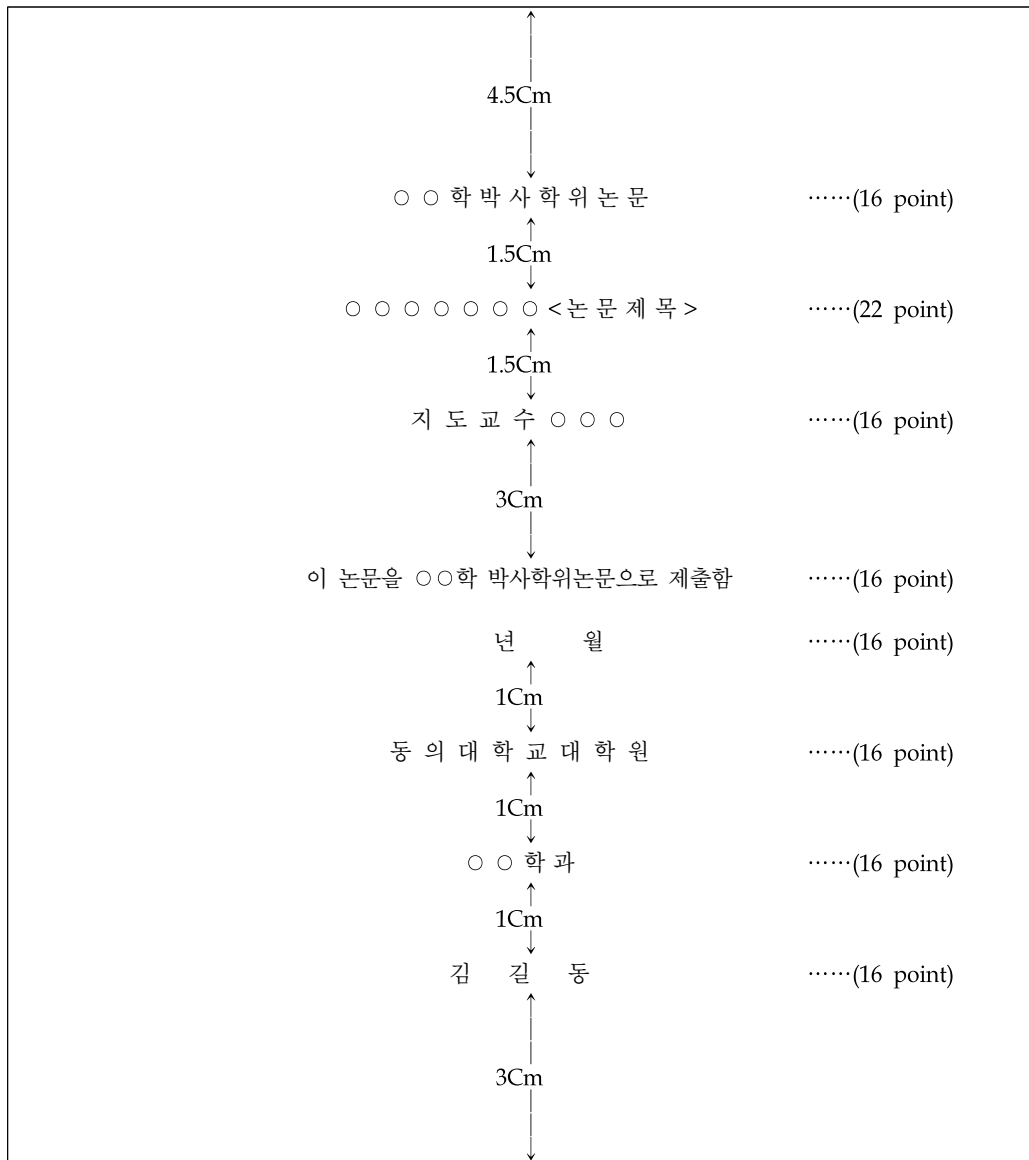 4.5Cm
○ ○ 학 박 사 학 위 논 문 ……(16 point)
1.5Cm
○ ○ ○ ○ ○ ○ ○ < 논 문 제 목 > ……(22 point)
1.5Cm
지 도 교 수 ○ ○ ○ ……(16 point)
3Cm
이 논문을 ○○학 박사학위논문으로 제출함 ……(16 point)
년 월 ……(16 point)
1Cm
동 의 대 학 교 대 학 원 ……(16 point)
1Cm
○ ○ 학 과 ……(16 point)
1Cm
김 길 동 ……(16 point)
3Cm